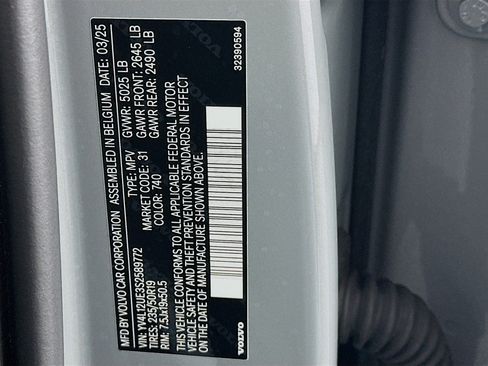 MFD BY VOLVO CAR CORPORATION ASSEMBLED IN BELGIUM DATE: 03/25
VIN: YV4L12UE3S2589772 TYPE: MPV GVWR: 5025 LB
TIRES: 235/50R19 MARKET CODE: 31 GAWR FRONT: 2645 LB
RIM: 7.5Jx19x50.5 COLOR: 740 GAWR REAR: 2490 LB
THIS VEHICLE CONFORMS TO ALL APPLICABLE FEDERAL MOTOR
VEHICLE SAFETY AND THEFT PREVENTION STANDARDS IN EFFECT
ON THE DATE OF MANUFACTURE SHOWN ABOVE.
VOLVO
32390594